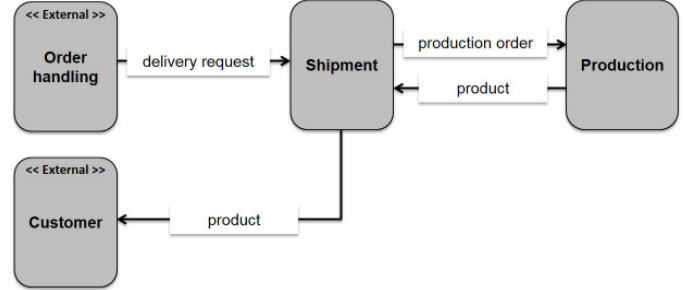 << External >>
Order
handling
delivery request
Shipment
production order
product
Production
<< External >>
Customer
product